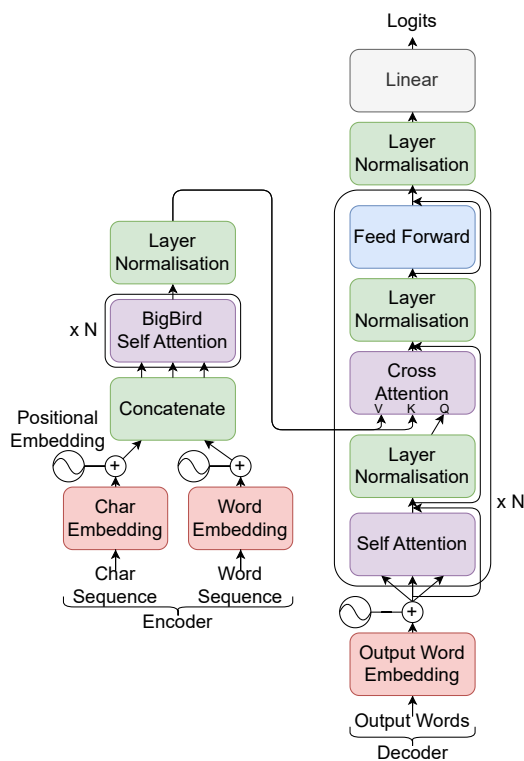 Logits
Linear
Layer
Normalisation
Feed Forward
Layer
Normalisation
Cross
Attention
V K Q
Layer
Normalisation
Self Attention
x N
Output Word
Embedding
Output Words
Decoder
Layer
Normalisation
BigBird
Self Attention
x N
Concatenate
Positional
Embedding
Char
Embedding
Word
Embedding
Char
Sequence
Word
Sequence
Encoder